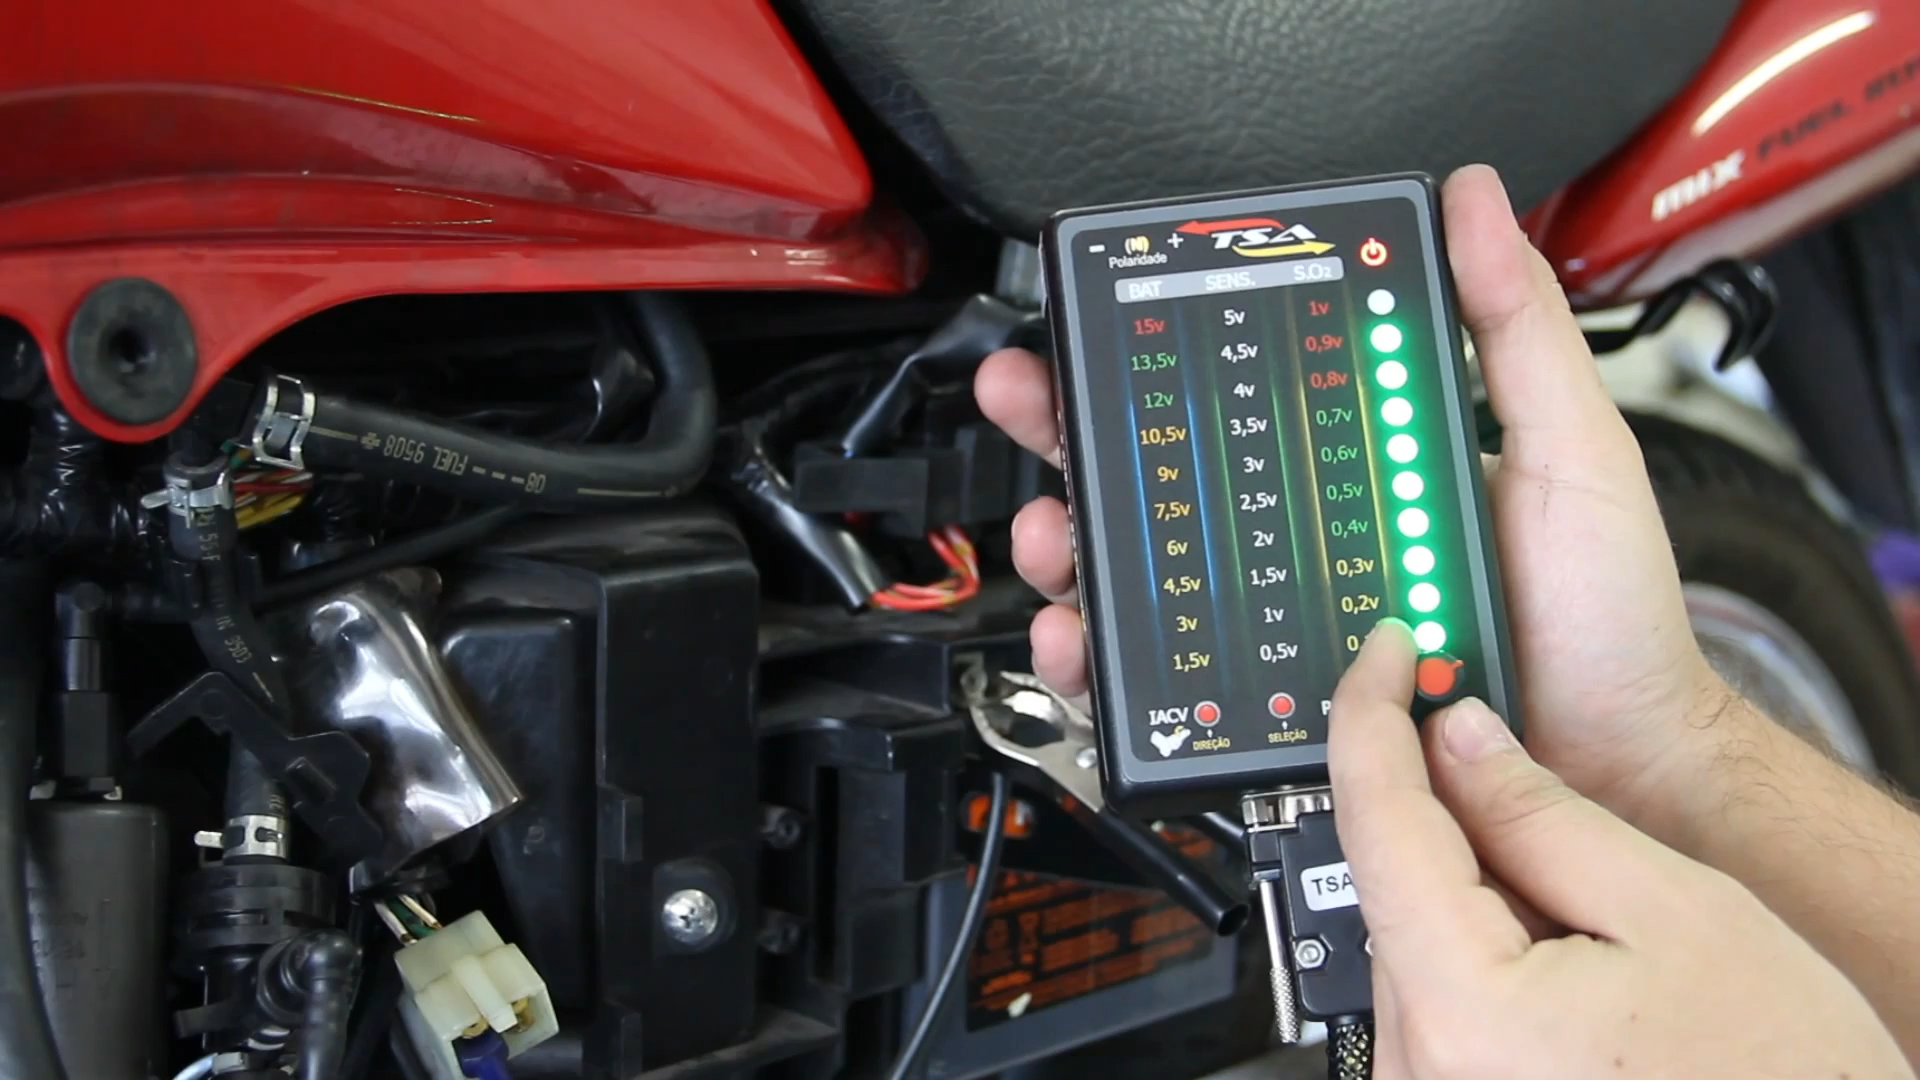 MIX FUEL
TSA
- (N) +
Polaridade
BAT SENS. S.O2
15v 5v 1v
13,5v 4,5v 0,9v
12v 4v 0,8v
10,5v 3,5v 0,7v
9v 3v 0,6v
7,5v 2,5v 0,5v
6v 2v 0,4v
4,5v 1,5v 0,3v
3v 1v 0,2v
1,5v 0,5v
IACV
DIREÇÃO SELEÇÃO
TSA
FUEL 9508